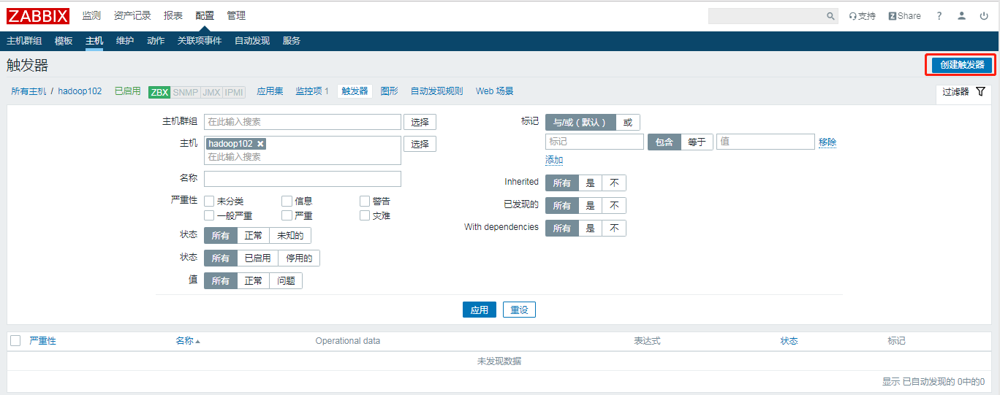 ZABBIX 监测 资产记录 报表 配置 管理 支持 Z Share ?
主机群组 模板 主机 维护 动作 关联项事件 自动发现 服务
触发器 创建触发器
所有主机 / hadoop102 已启用 ZBX SNMP JMX IPMI 应用集 监控项 1 触发器 图形 自动发现规则 Web 场景 过滤器
主机群组 在此输入搜索 选择 标记 与/或（默认） 或
主机 hadoop102 × 选择 标记 包含 等于 值 移除
在此输入搜索 添加
名称 Inherited 所有 是 不
严重性 未分类 信息 警告 已发现的 所有 是 不
一般严重 严重 灾难 With dependencies 所有 是 不
状态 所有 正常 未知的
状态 所有 已启用 停用的
值 所有 正常 问题
应用 重设
严重性 名称 Operational data 表达式 状态 标记
未发现数据
显示 已自动发现的 0中的0